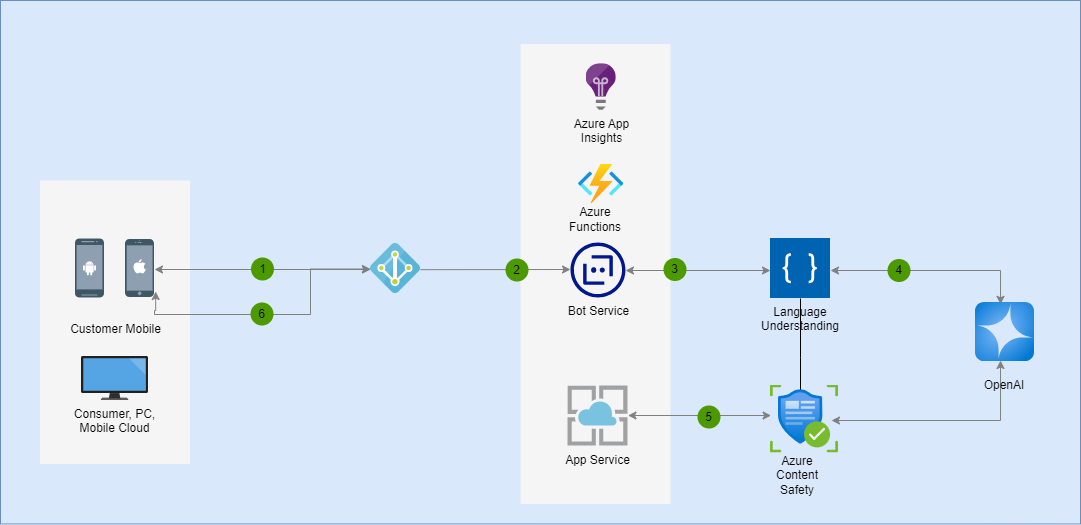 Azure App
Insights
Azure
Functions
1
2
3
4
Bot Service
6
Language
Understanding
Customer Mobile
OpenAI
Consumer, PC,
Mobile Cloud
5
App Service
Azure
Content
Safety